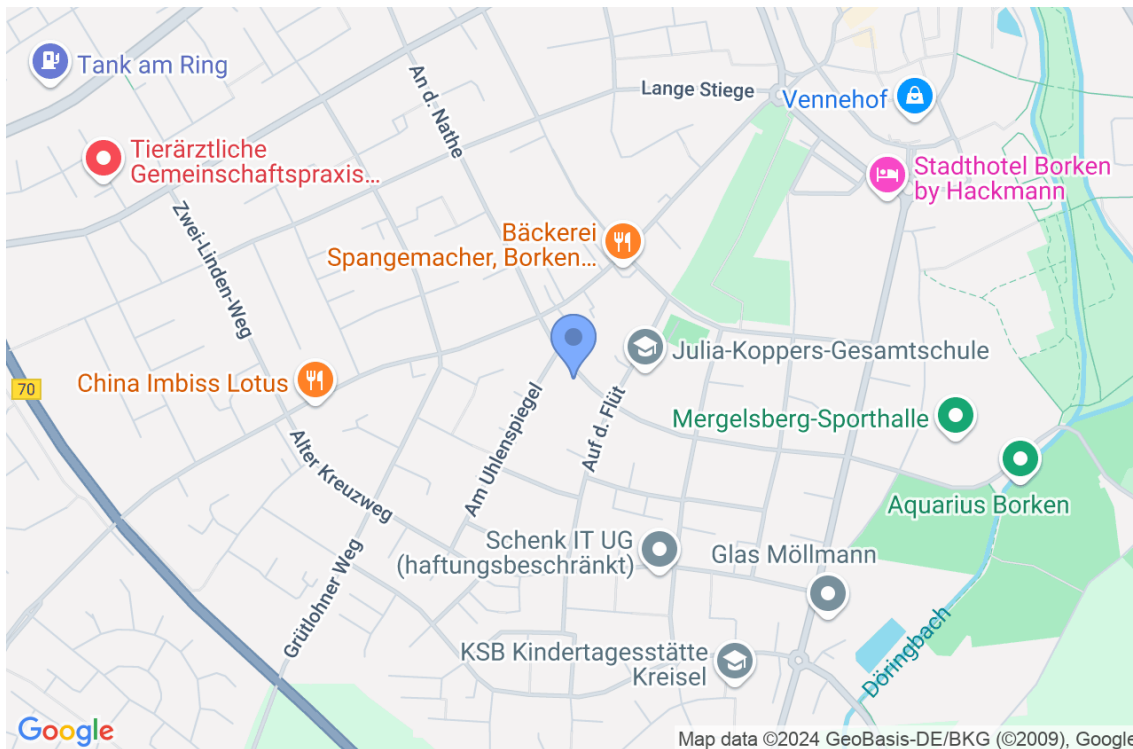 Tank am Ring
An d. Nathe
Lange Stiege
Vennehof
Tierärztliche
Gemeinschaftspraxis...
Stadthotel Borken
by Hackmann
Zwei-Linden-Weg
Bäckerei
Spangemacher, Borken...
Julia-Koppers-Gesamtschule
70
China Imbiss Lotus
Am Uhlenspiegel
Auf d. Flüt
Mergelsberg-Sporthalle
Alter Kreuzweg
Aquarius Borken
Schenk IT UG
(haftungsbeschränkt)
Glas Möllmann
Grütlohner Weg
KSB Kindertagesstätte
Kreisel
Döringbach
Google
Map data ©2024 GeoBasis-DE/BKG (©2009), Google